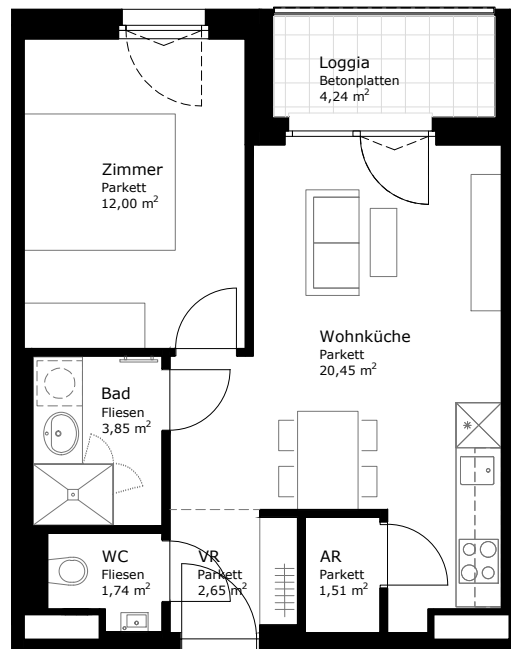 Loggia
Betonplatten
4,24 m²
Zimmer
Parkett
12,00 m²
Wohnküche
Parkett
20,45 m²
Bad
Fliesen
3,85 m²
WC
Fliesen
1,74 m²
VR
Parkett
2,65 m²
AR
Parkett
1,51 m²